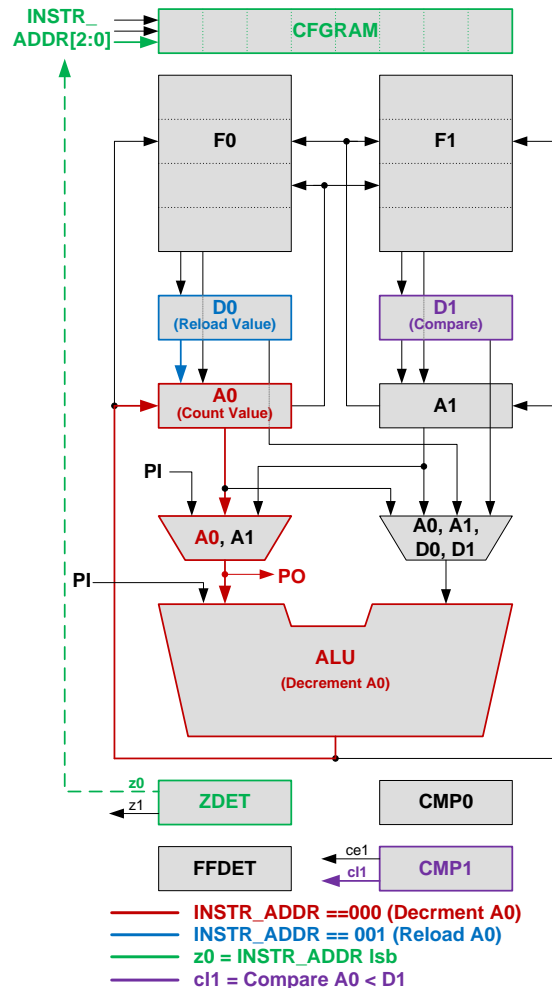 INSTR_
ADDR[2:0]
CFGRAM
F0
F1
D0
(Reload Value)
D1
(Compare)
A0
(Count Value)
A1
PI
A0, A1
A0, A1,
D0, D1
PO
PI
ALU
(Decrement A0)
z0
z1
ZDET
CMP0
FFDET
ce1
cl1
CMP1
INSTR_ADDR ==000 (Decrment A0)
INSTR_ADDR == 001 (Reload A0)
z0 = INSTR_ADDR lsb
cl1 = Compare A0 < D1